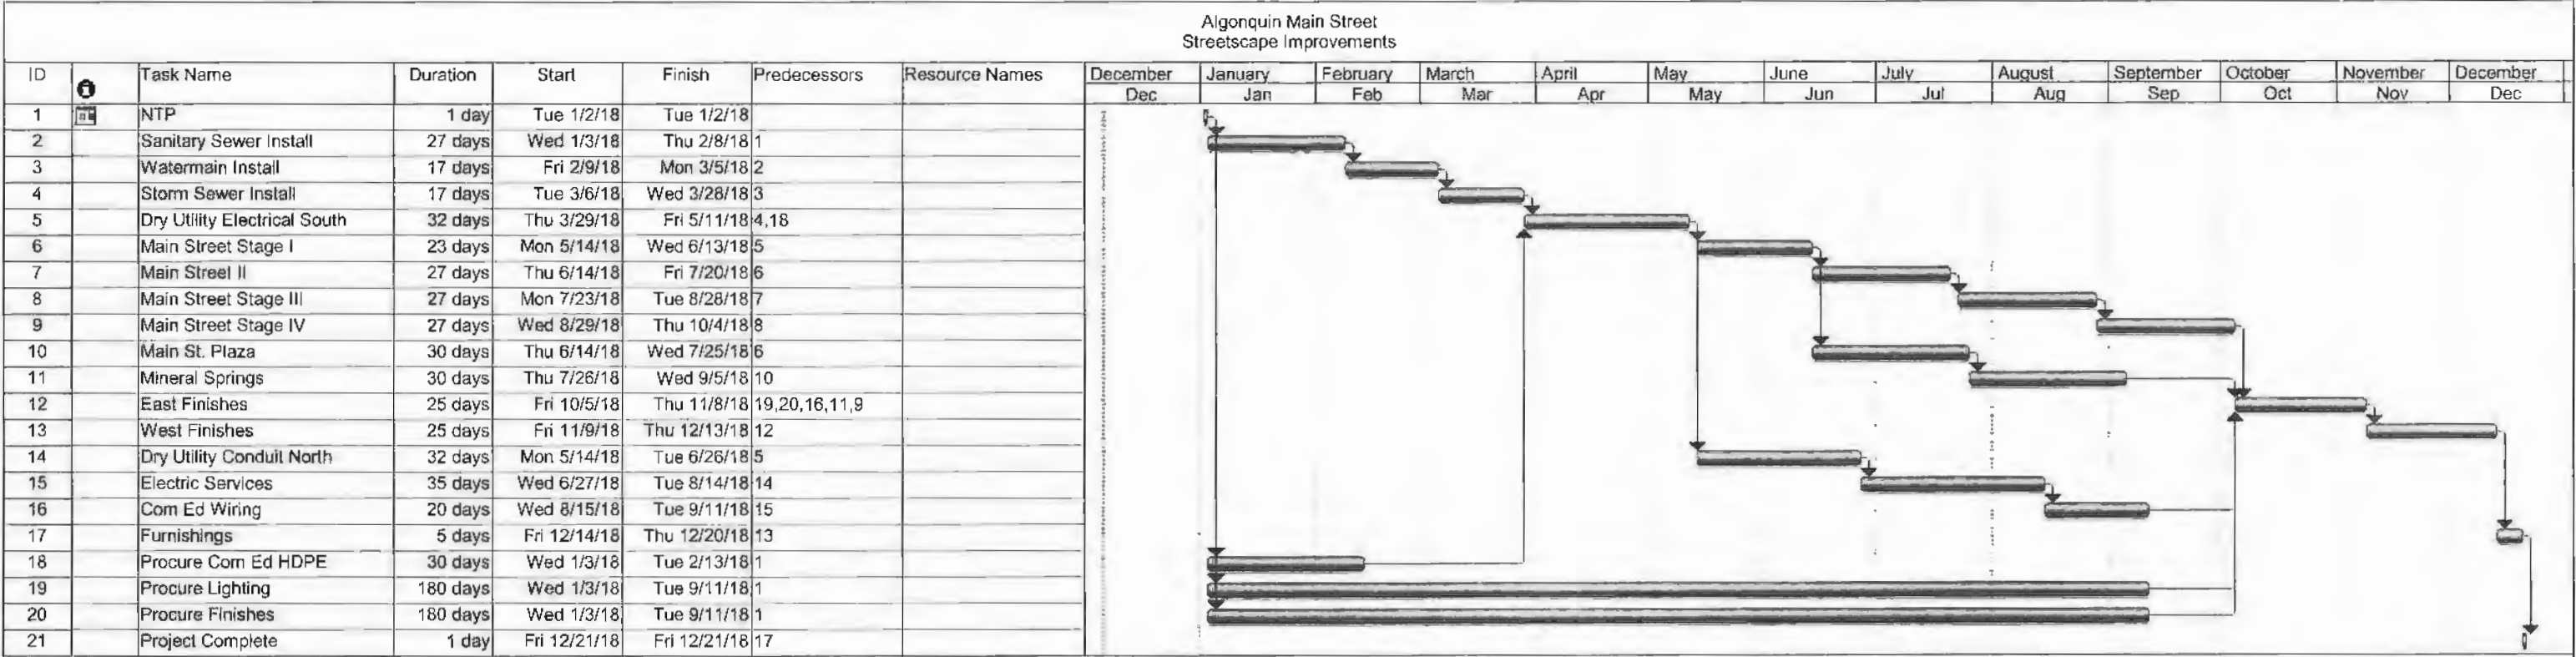 Algonquin Main Street
Streetscape Improvements
ID Task Name Duration Start Finish Predecessors Resource Names December January February March April May June July August September October November December
Dec Jan Feb Mar Apr May Jun Jul Aug Sep Oct Nov Dec
1 NTP 1 day Tue 1/2/18 Tue 1/2/18
2 Sanitary Sewer Install 27 days Wed 1/3/18 Thu 2/8/18 1
3 Watermain Install 17 days Fri 2/9/18 Mon 3/5/18 2
4 Storm Sewer Install 17 days Tue 3/6/18 Wed 3/28/18 3
5 Dry Utility Electrical South 32 days Thu 3/29/18 Fri 5/11/18 4,18
6 Main Street Stage I 23 days Mon 5/14/18 Wed 6/13/18 5
7 Main Street II 27 days Thu 6/14/18 Fri 7/20/18 6
8 Main Street Stage III 27 days Mon 7/23/18 Tue 8/28/18 7
9 Main Street Stage IV 27 days Wed 8/29/18 Thu 10/4/18 8
10 Main St. Plaza 30 days Thu 6/14/18 Wed 7/25/18 6
11 Mineral Springs 30 days Thu 7/26/18 Wed 9/5/18 10
12 East Finishes 25 days Fri 10/5/18 Thu 11/8/18 19,20,16,11,9
13 West Finishes 25 days Fri 11/9/18 Thu 12/13/18 12
14 Dry Utility Conduit North 32 days Mon 5/14/18 Tue 6/26/18 5
15 Electric Services 35 days Wed 6/27/18 Tue 8/14/18 14
16 Com Ed Wiring 20 days Wed 8/15/18 Tue 9/11/18 15
17 Furnishings 5 days Fri 12/14/18 Thu 12/20/18 13
18 Procure Com Ed HDPE 30 days Wed 1/3/18 Tue 2/13/18 1
19 Procure Lighting 180 days Wed 1/3/18 Tue 9/11/18 1
20 Procure Finishes 180 days Wed 1/3/18 Tue 9/11/18 1
21 Project Complete 1 day Fri 12/21/18 Fri 12/21/18 17